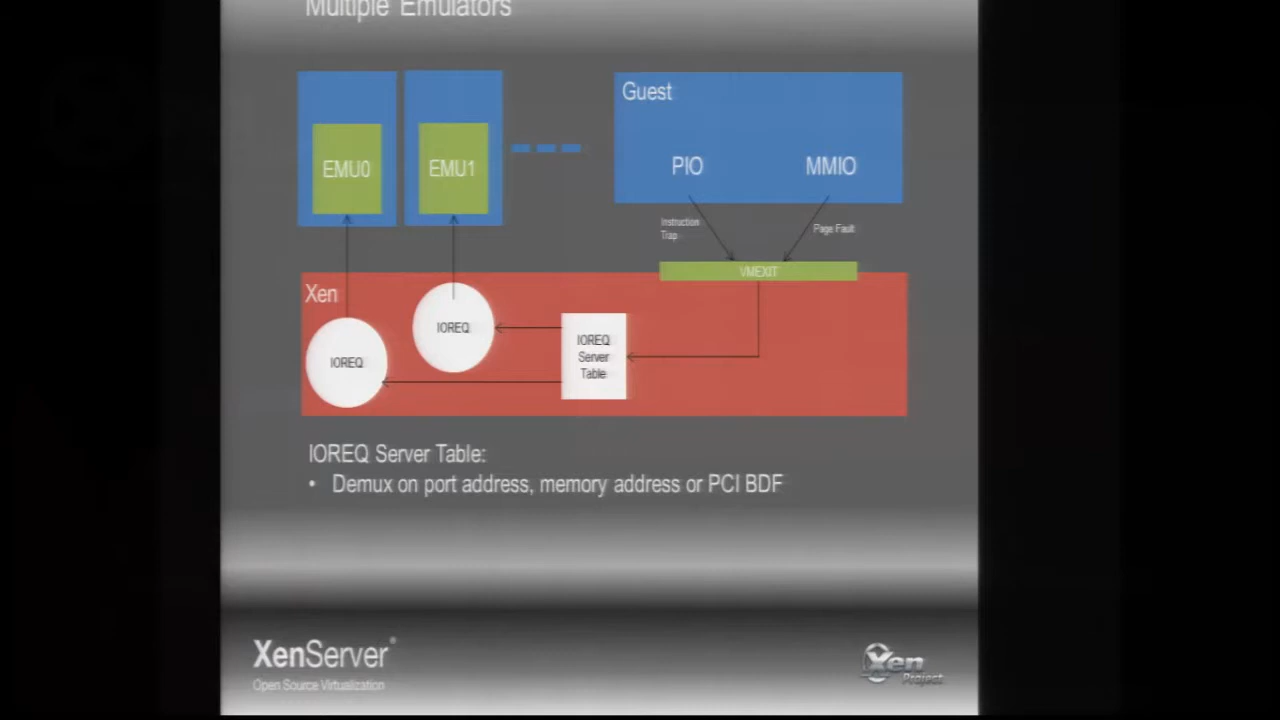 Multiple Emulators
EMU0
EMU1
Guest
PIO
MMIO
Instruction
Trap
Page Fault
VMEXIT
Xen
IOREQ
IOREQ
IOREQ
Server
Table
IOREQ Server Table:
• Demux on port address, memory address or PCI BDF
XenServer®
Open Source Virtualization
Xen
Project